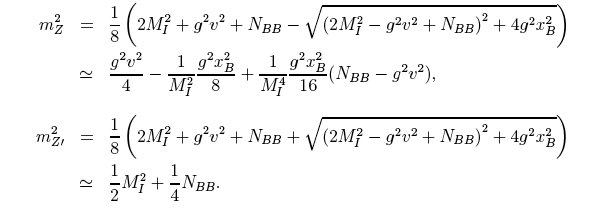 m_Z^2 = \frac{1}{8} \left( 2M_I^2 + g^2v^2 + N_{BB} - \sqrt{(2M_I^2 - g^2v^2 + N_{BB})^2 + 4g^2x_B^2} \right)
\simeq \frac{g^2v^2}{4} - \frac{1}{M_I^2} \frac{g^2x_B^2}{8} + \frac{1}{M_I^4} \frac{g^2x_B^2}{16} (N_{BB} - g^2v^2),
m_{Z'}^2 = \frac{1}{8} \left( 2M_I^2 + g^2v^2 + N_{BB} + \sqrt{(2M_I^2 - g^2v^2 + N_{BB})^2 + 4g^2x_B^2} \right)
\simeq \frac{1}{2} M_I^2 + \frac{1}{4} N_{BB}.